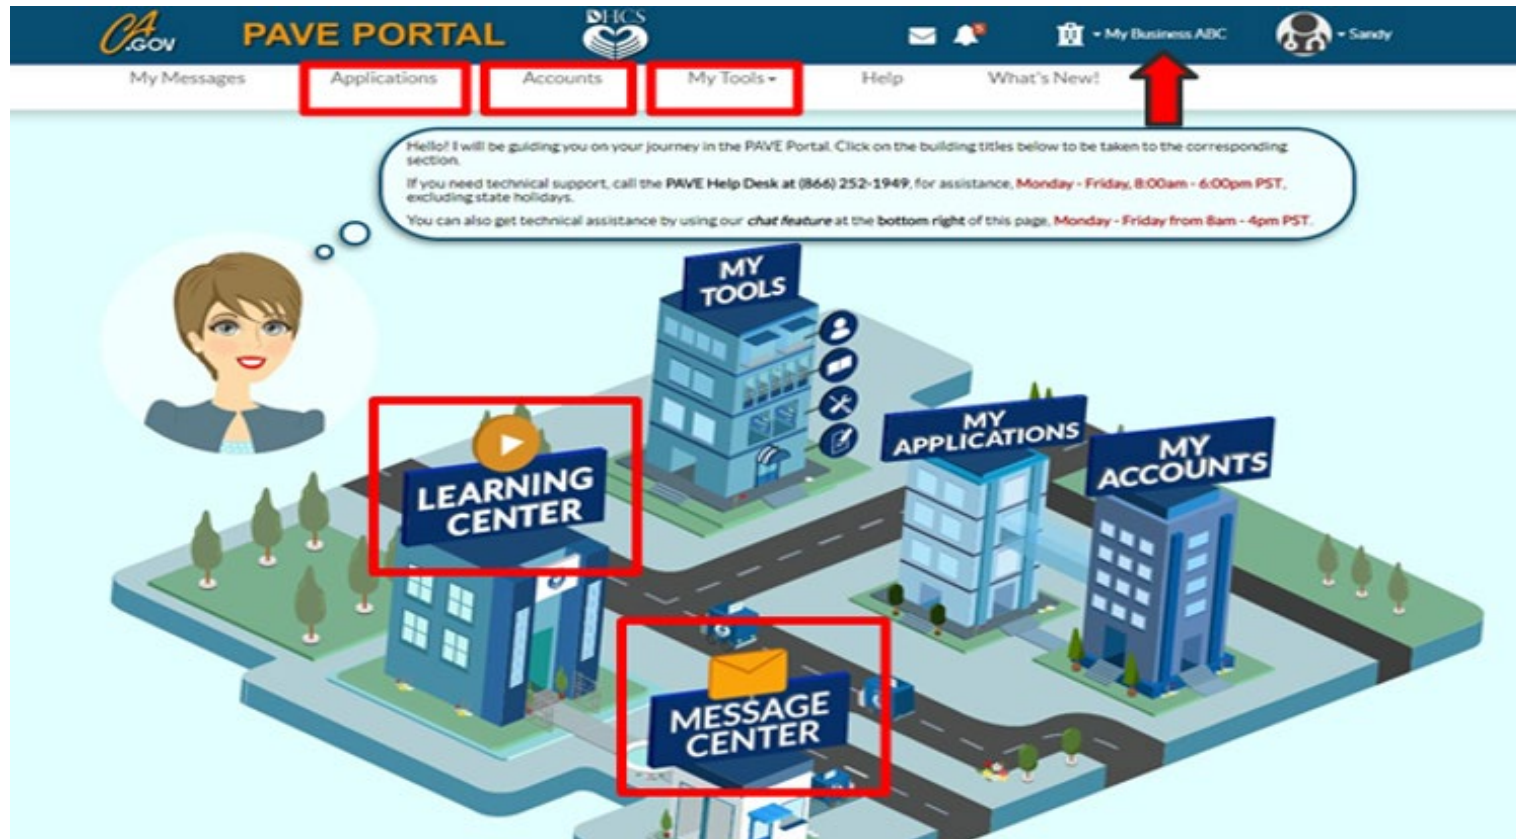 CA.GOV PAVE PORTAL DHCS My Business ABC Sandy
My Messages Applications Accounts My Tools Help What's New!
Hello! I will be guiding you on your journey in the PAVE Portal. Click on the building titles below to be taken to the corresponding
section.
If you need technical support, call the PAVE Help Desk at (866) 252-1949, for assistance, Monday - Friday, 8:00am - 6:00pm PST,
excluding state holidays.
You can also get technical assistance by using our chat feature at the bottom right of this page, Monday - Friday from 8am - 4pm PST.
MY
TOOLS
MY
APPLICATIONS
MY
ACCOUNTS
LEARNING
CENTER
MESSAGE
CENTER